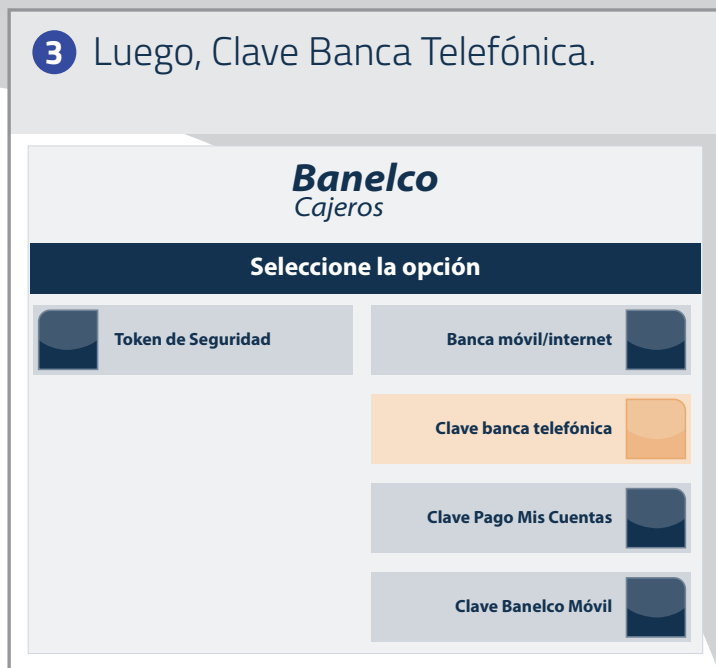 3 Luego, Clave Banca Telefónica.
Banelco
Cajeros
Seleccione la opción
Token de Seguridad
Banca móvil/internet
Clave banca telefónica
Clave Pago Mis Cuentas
Clave Banelco Móvil